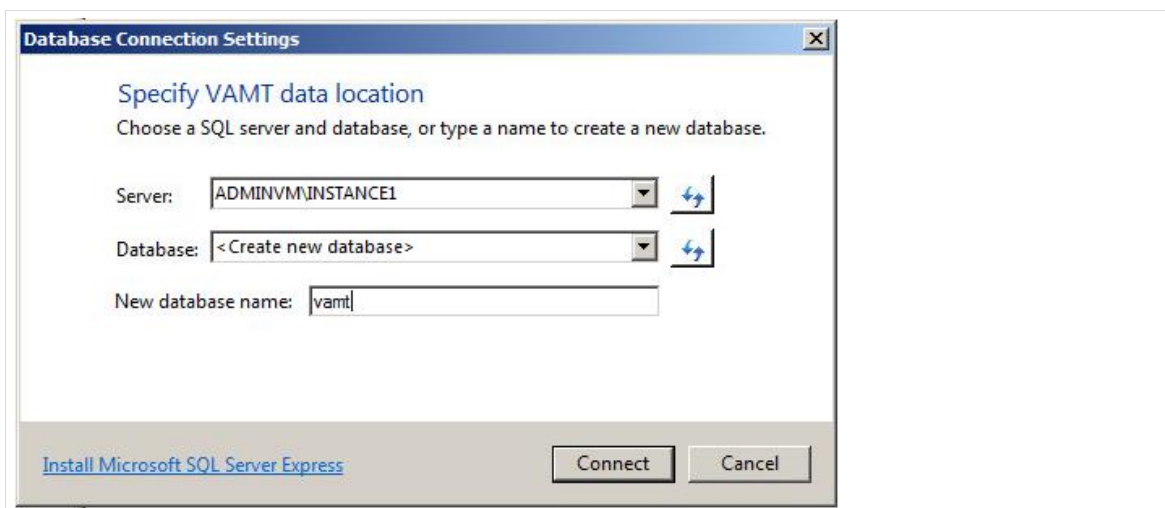 Database Connection Settings
Specify VAMT data location
Choose a SQL server and database, or type a name to create a new database.
Server: ADMINVM\INSTANCE1
Database: <Create new database>
New database name: vamt
Install Microsoft SQL Server Express Connect Cancel